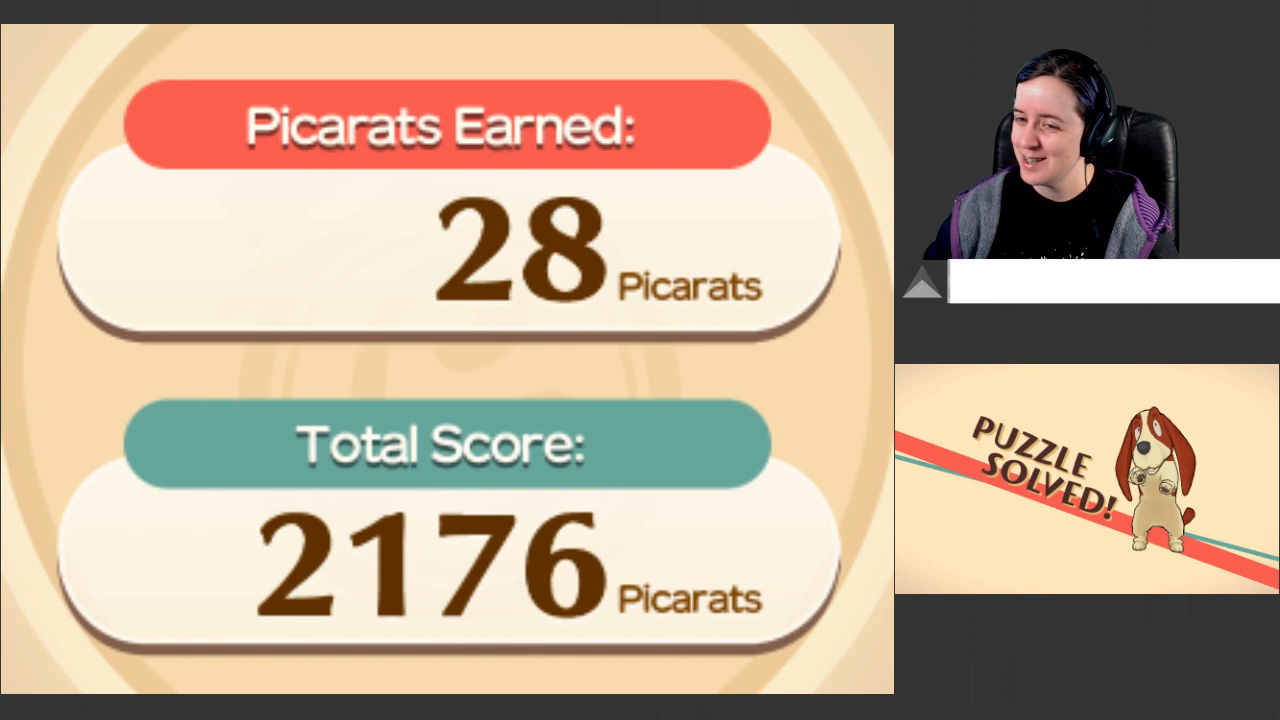 Picarats Earned:
28 Picarats
Total Score:
2176 Picarats
PUZZLE
SOLVED!